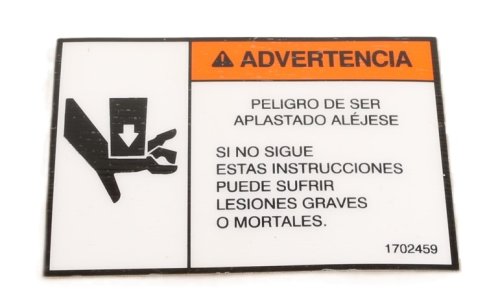 ADVERTENCIA
PELIGRO DE SER
APLASTADO ALÉJESE
SI NO SIGUE
ESTAS INSTRUCCIONES
PUEDE SUFRIR
LESIONES GRAVES
O MORTALES.
1702459